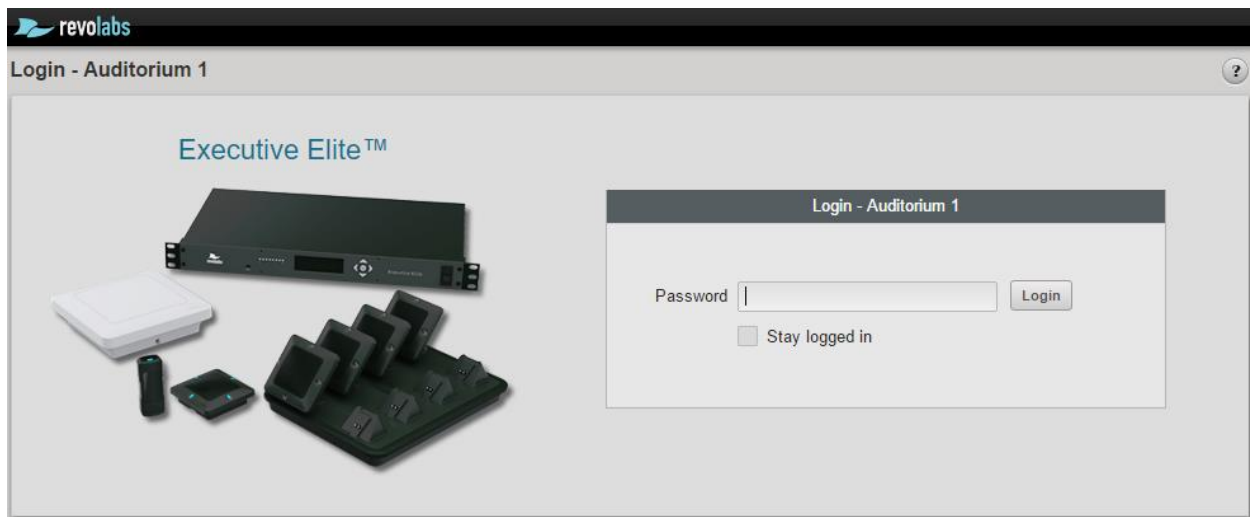 revolabs
Login - Auditorium 1
?
Executive Elite™
Login - Auditorium 1
Password
Login
Stay logged in